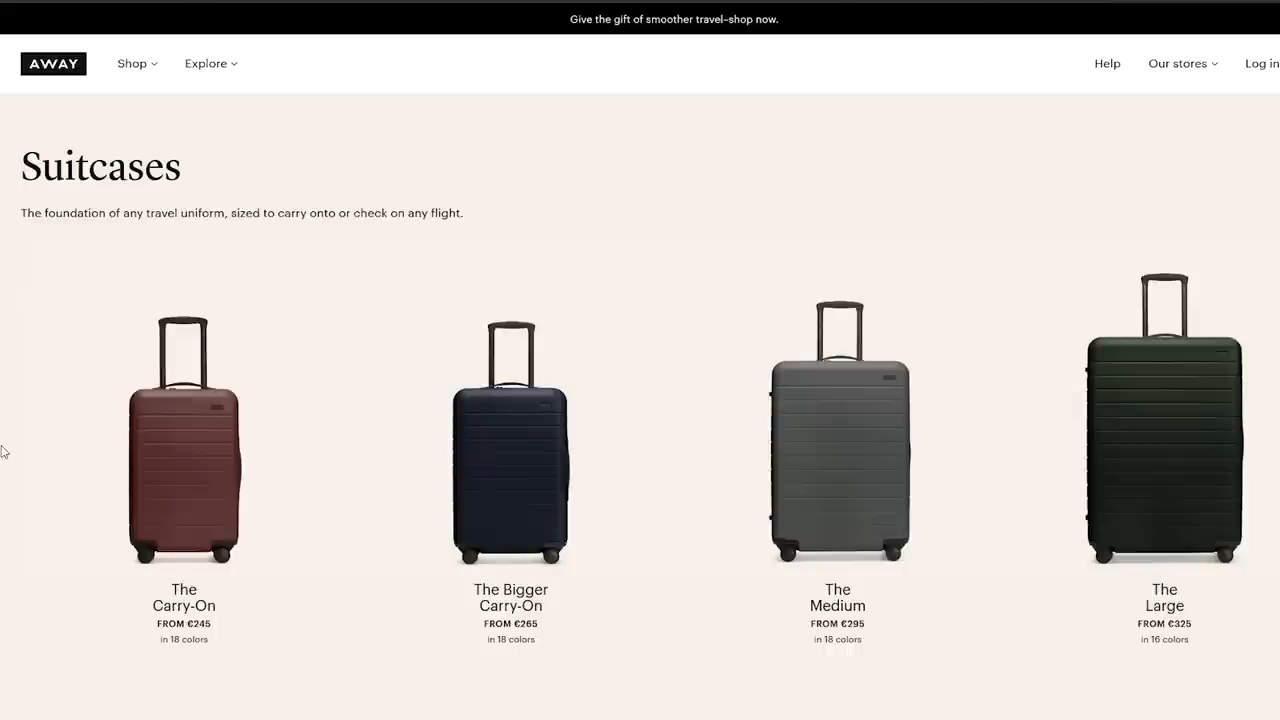 Give the gift of smoother travel–shop now.
AWAY Shop Explore Help Our stores Log in
Suitcases
The foundation of any travel uniform, sized to carry onto or check on any flight.
The
Carry-On
FROM €245
in 18 colors
The Bigger
Carry-On
FROM €265
in 18 colors
The
Medium
FROM €295
in 18 colors
The
Large
FROM €325
in 16 colors